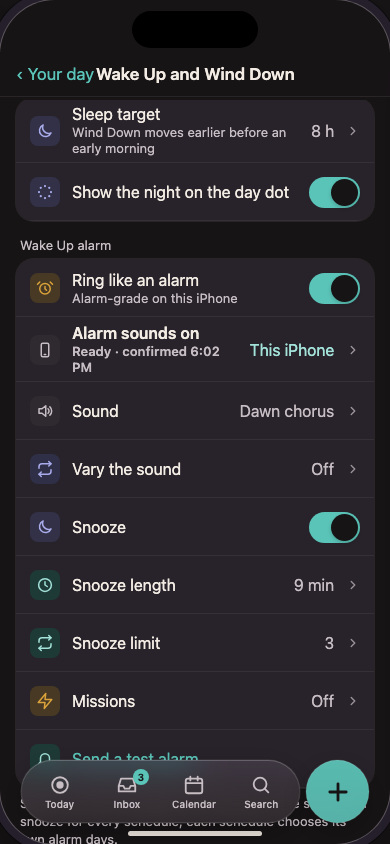 ‹ Your day Wake Up and Wind Down
Sleep target
Wind Down moves earlier before an
early morning
8 h
Show the night on the day dot
Wake Up alarm
Ring like an alarm
Alarm-grade on this iPhone
Alarm sounds on
Ready · confirmed 6:02
PM
This iPhone
Sound
Dawn chorus
Vary the sound
Off
Snooze
Snooze length
9 min
Snooze limit
3
Missions
Off
Send a test alarm
3
Today
Inbox
Calendar
Search
+
snooze for every schedule; each schedule chooses its
own alarm days.